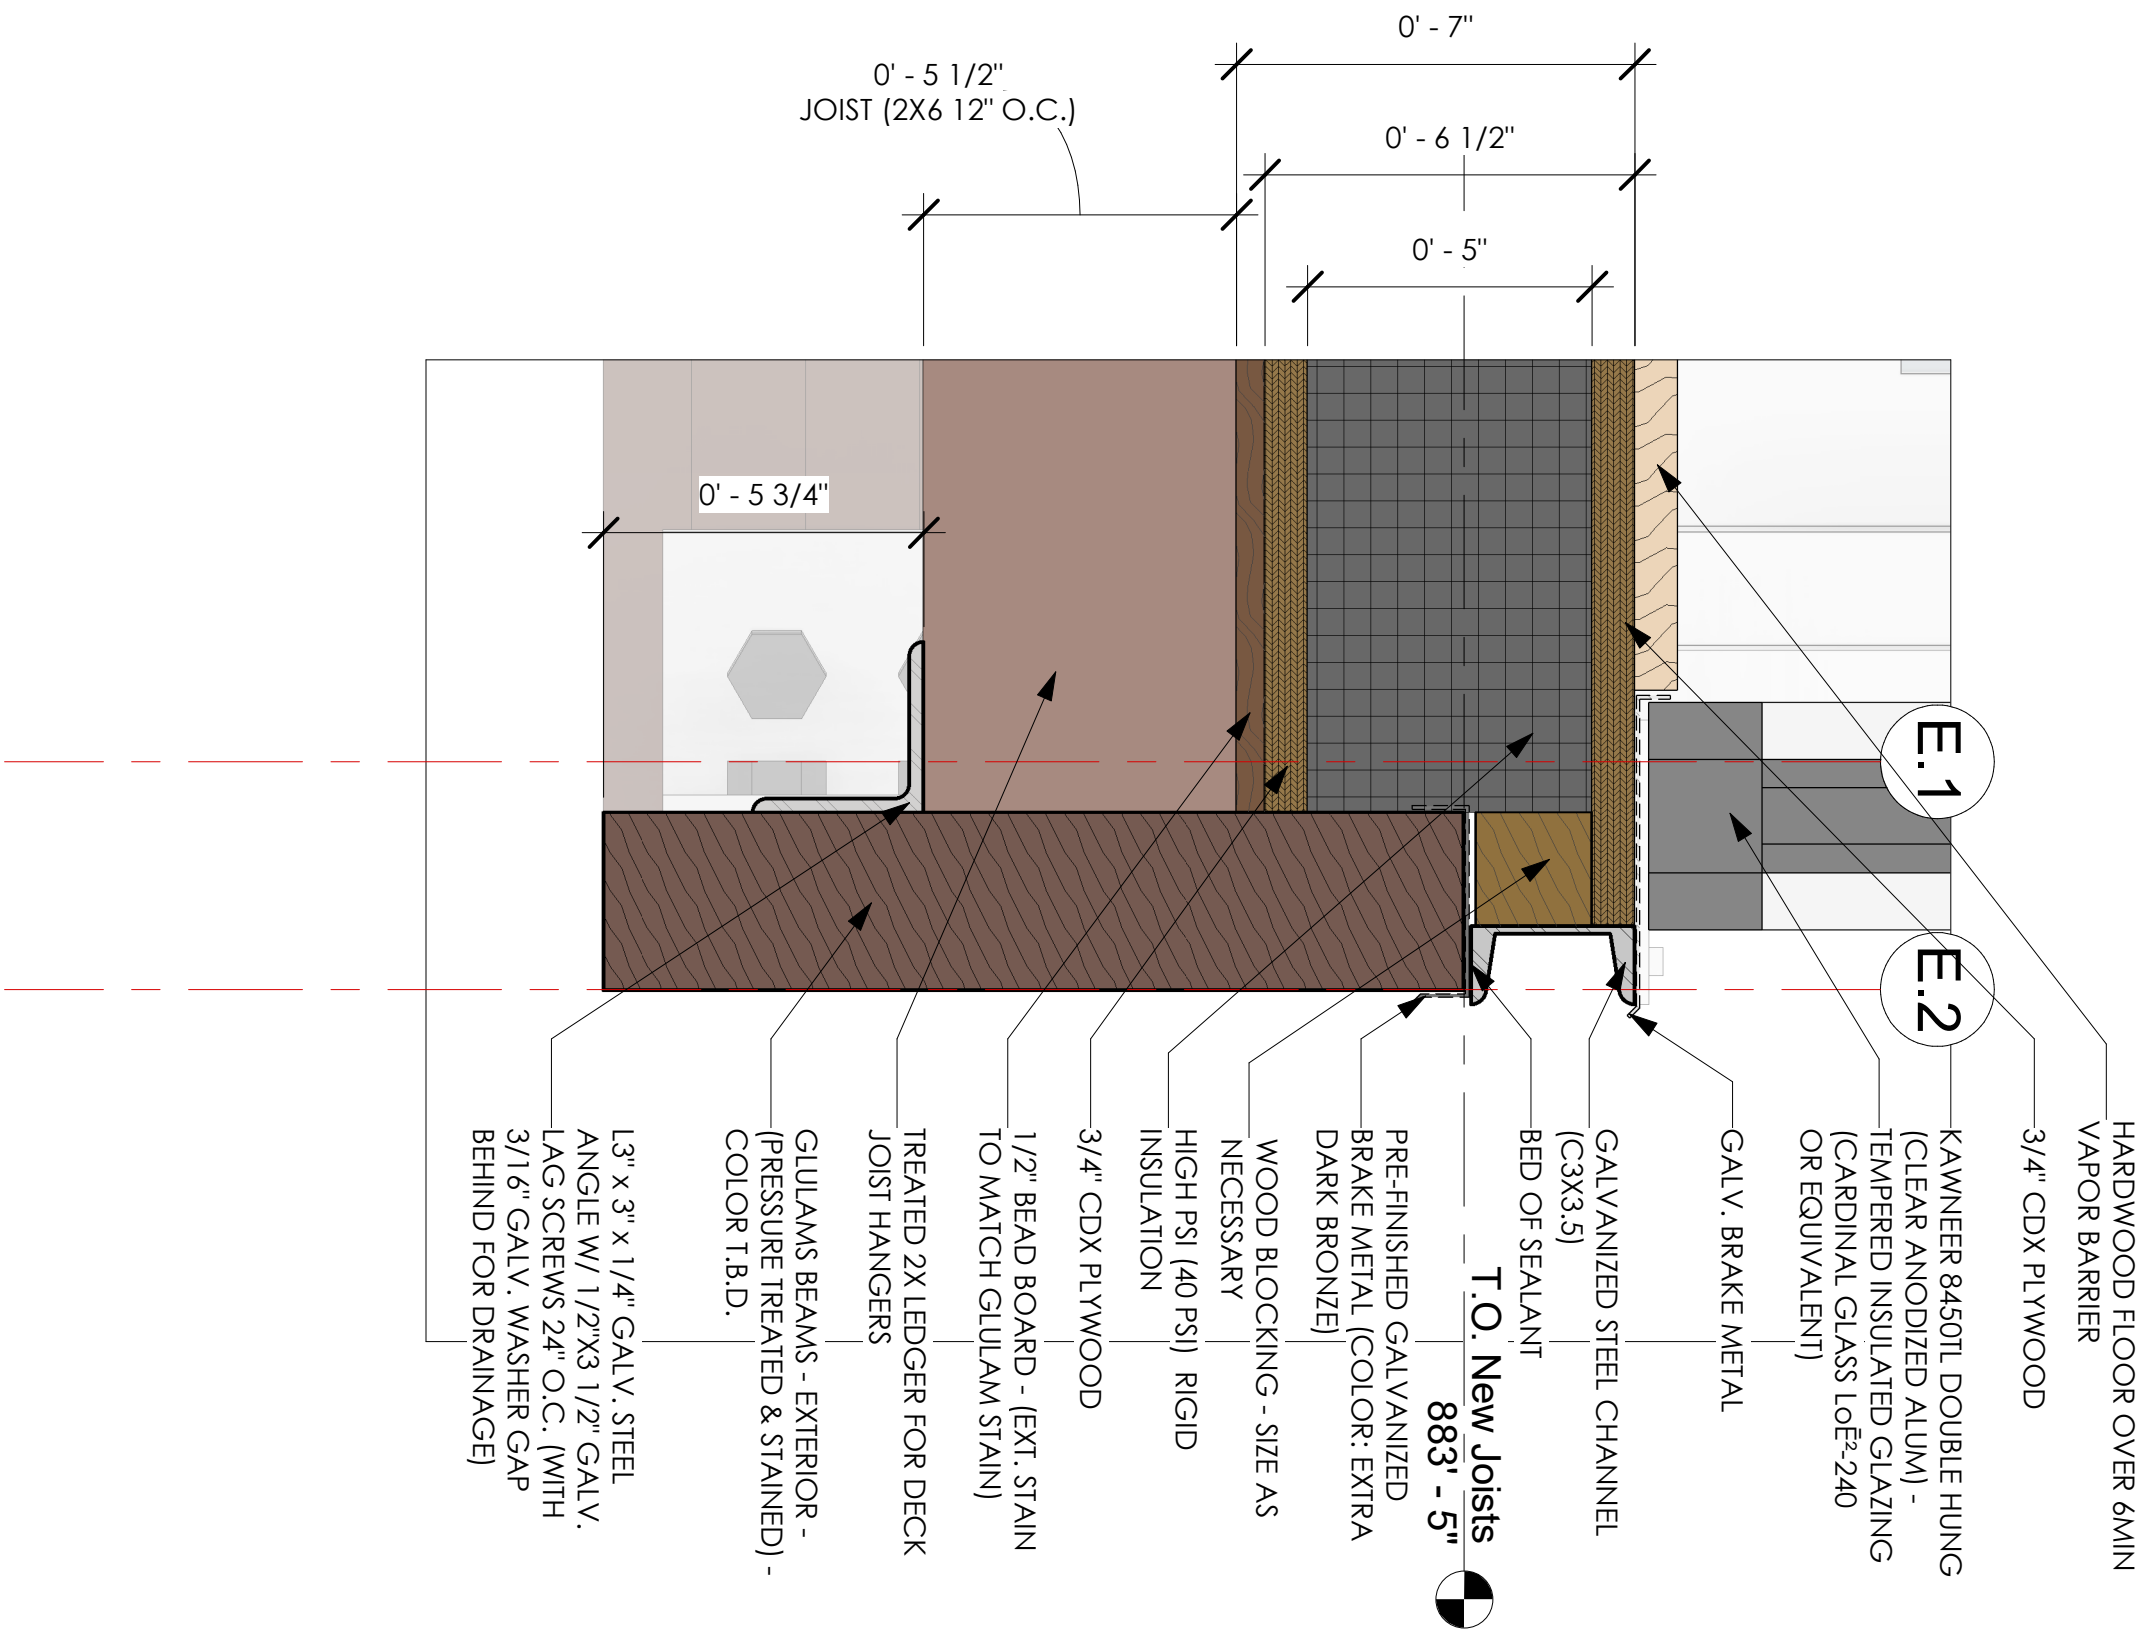 0' - 7"
0' - 5 1/2"
JOIST (2X6 12" O.C.)
0' - 6 1/2"
0' - 5"
0' - 5 3/4"
E.1
E.2
HARDWOOD FLOOR OVER 6MIN
VAPOR BARRIER
3/4" CDX PLYWOOD
KAWNEER 8450TL DOUBLE HUNG
(CLEAR ANODIZED ALUM) -
TEMPERED INSULATED GLAZING
(CARDINAL GLASS LoĒ²-240
OR EQUIVALENT)
GALV. BRAKE METAL
GALVANIZED STEEL CHANNEL
(C3X3.5)
BED OF SEALANT
T.O. New Joists
883' - 5"
PRE-FINISHED GALVANIZED
BRAKE METAL (COLOR: EXTRA
DARK BRONZE)
WOOD BLOCKING - SIZE AS
NECESSARY
HIGH PSI (40 PSI) RIGID
INSULATION
3/4" CDX PLYWOOD
1/2" BEAD BOARD - (EXT. STAIN
TO MATCH GLULAM STAIN)
TREATED 2X LEDGER FOR DECK
JOIST HANGERS
GLULAMS BEAMS - EXTERIOR -
(PRESSURE TREATED & STAINED) -
COLOR T.B.D.
L3" x 3" x 1/4" GALV. STEEL
ANGLE W/ 1/2"X3 1/2" GALV.
LAG SCREWS 24" O.C. (WITH
3/16" GALV. WASHER GAP
BEHIND FOR DRAINAGE)